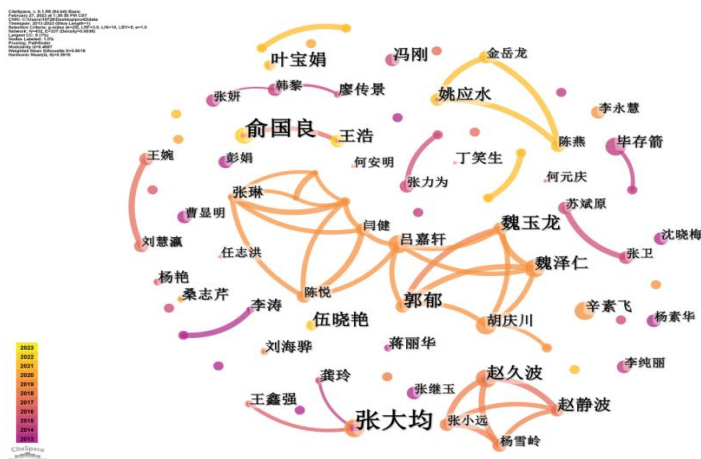 CiteSpace, v. 6.1.R6 (64-bit) Basic
冯刚
金岳龙
叶宝娟
韩黎
张妍
廖传景
姚应水
李永慧
俞国良
王浩
陈燕
毕存箭
王婉
彭娟
何安明
丁笑生
何元庆
张琳
张力为
苏斌原
曹显明
闫健
吕嘉轩
魏玉龙
沈晓梅
刘慧瀛
任志洪
张卫
魏泽仁
杨艳
桑志芹
陈悦
郭郁
李涛
伍晓艳
胡庆川
辛素飞
杨素华
刘海骅
蒋丽华
李纯丽
龚玲
赵久波
王鑫强
张继玉
赵静波
张大均
张小远
杨雪岭
2023
2022
2021
2020
2019
2018
2017
2016
2015
2014
2013
CiteSpace